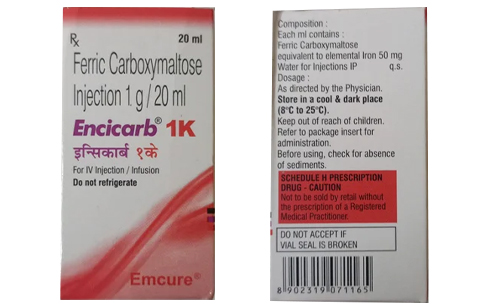 Rx
20 ml
Ferric Carboxymaltose
Injection 1 g / 20 ml
Encicarb® 1K
इन्सिकार्ब १के
For IV Injection / Infusion
Do not refrigerate
Emcure®
Composition :
Each ml contains :
Ferric Carboxymaltose
equivalent to elemental Iron 50 mg
Water for Injections IP q.s.
Dosage :
As directed by the Physician.
Store in a cool & dark place
(8°C to 25°C).
Keep out of reach of children.
Refer to package insert for
administration.
Before using, check for absence
of sediments.
SCHEDULE H PRESCRIPTION
DRUG - CAUTION
Not to be sold by retail without
the prescription of a Registered
Medical Practitioner.
DO NOT ACCEPT IF
VIAL SEAL IS BROKEN
8 902319 071165